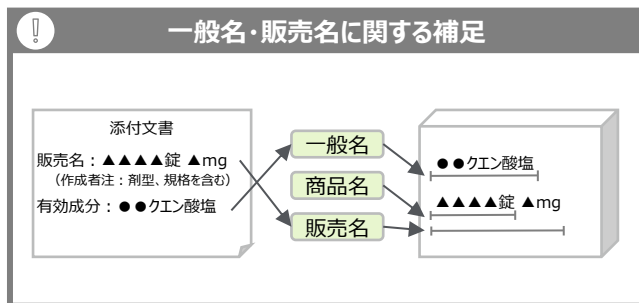 一般名・販売名に関する補足
添付文書
販売名：▲▲▲▲錠 ▲mg
（作成者注：剤型、規格を含む）
有効成分：●●クエン酸塩
一般名
商品名
販売名
●●クエン酸塩
▲▲▲▲錠 ▲mg